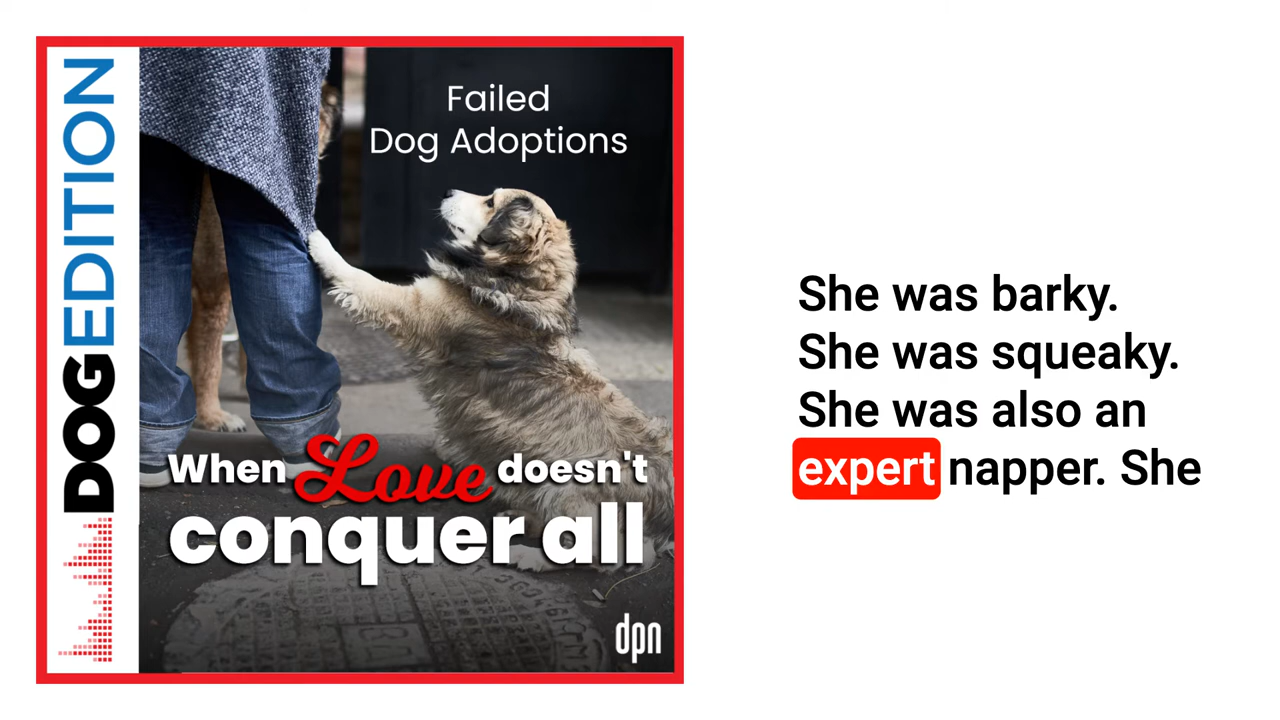 DOGEDITION
Failed
Dog Adoptions
When Love doesn't
conquer all
dpn
She was barky.
She was squeaky.
She was also an
expert napper. She